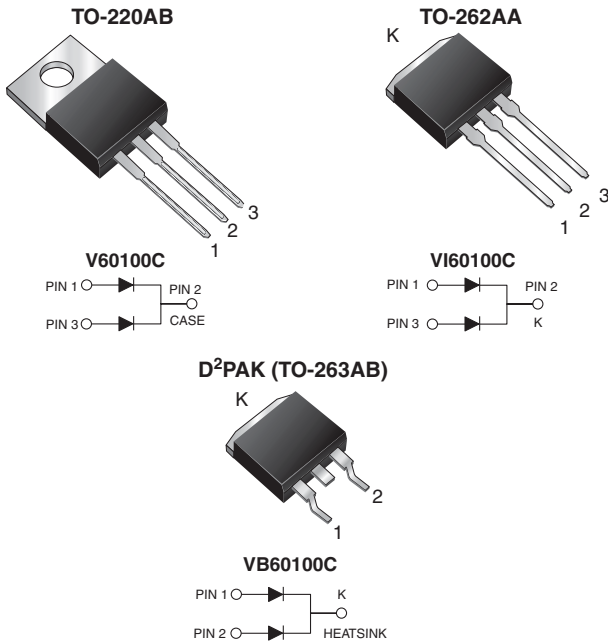 TO-220AB
TO-262AA
K
1
2
3
1
2
3
V60100C
VI60100C
PIN 1
PIN 2
PIN 3
CASE
PIN 1
PIN 2
PIN 3
K
D²PAK (TO-263AB)
K
1
2
VB60100C
PIN 1
K
PIN 2
HEATSINK